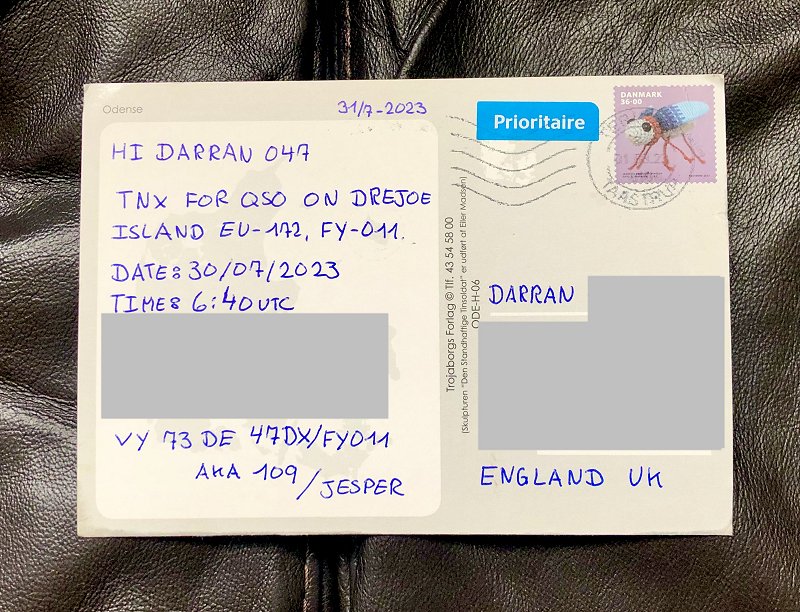 Odense
31/7-2023
HI DARRAN 047
TNX FOR QSO ON DREJOE
ISLAND EU-172, FY-011.
DATE: 30/07/2023
TIME: 6:40 UTC
VY 73 DE 47DX/FY011
AKA 109/JESPER
Trojaborgs Forlag © Tlf. 43 54 58 00
(Skulpturen "Den Standhaftige Tinsoldat" er udført af Eiler Madsen)
ODE-H-06
Prioritaire
DANMARK
36.00
TAASTRUP
DARRAN
ENGLAND UK